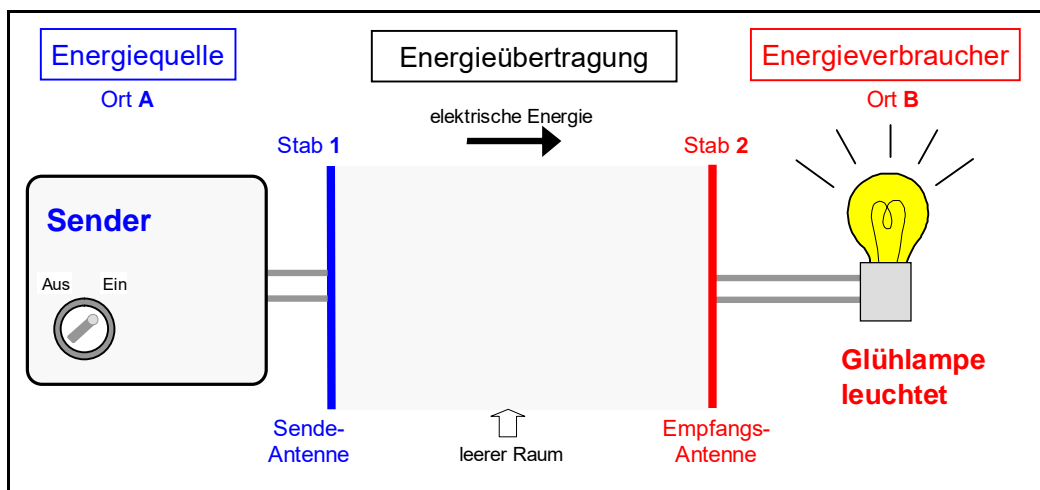 Energiequelle
Energieübertragung
Energieverbraucher
Ort A
Ort B
elektrische Energie
Stab 1
Stab 2
Sender
Aus
Ein
Glühlampe
leuchtet
Sende-
Antenne
leerer Raum
Empfangs-
Antenne